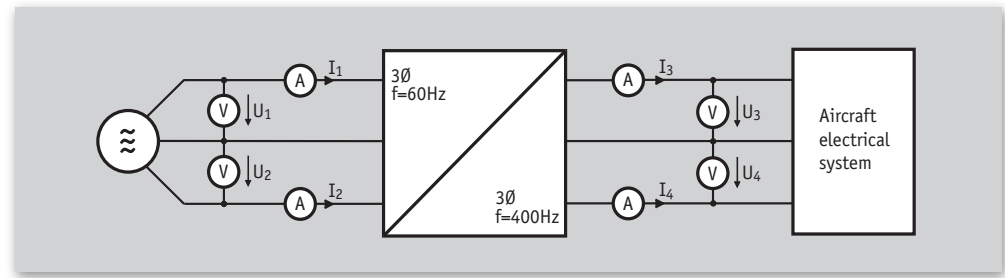 A
I1
3Ø
f=60Hz
V
U1
≋
V
U2
A
I2
3Ø
f=400Hz
A
I3
V
U3
V
U4
A
I4
Aircraft
electrical
system